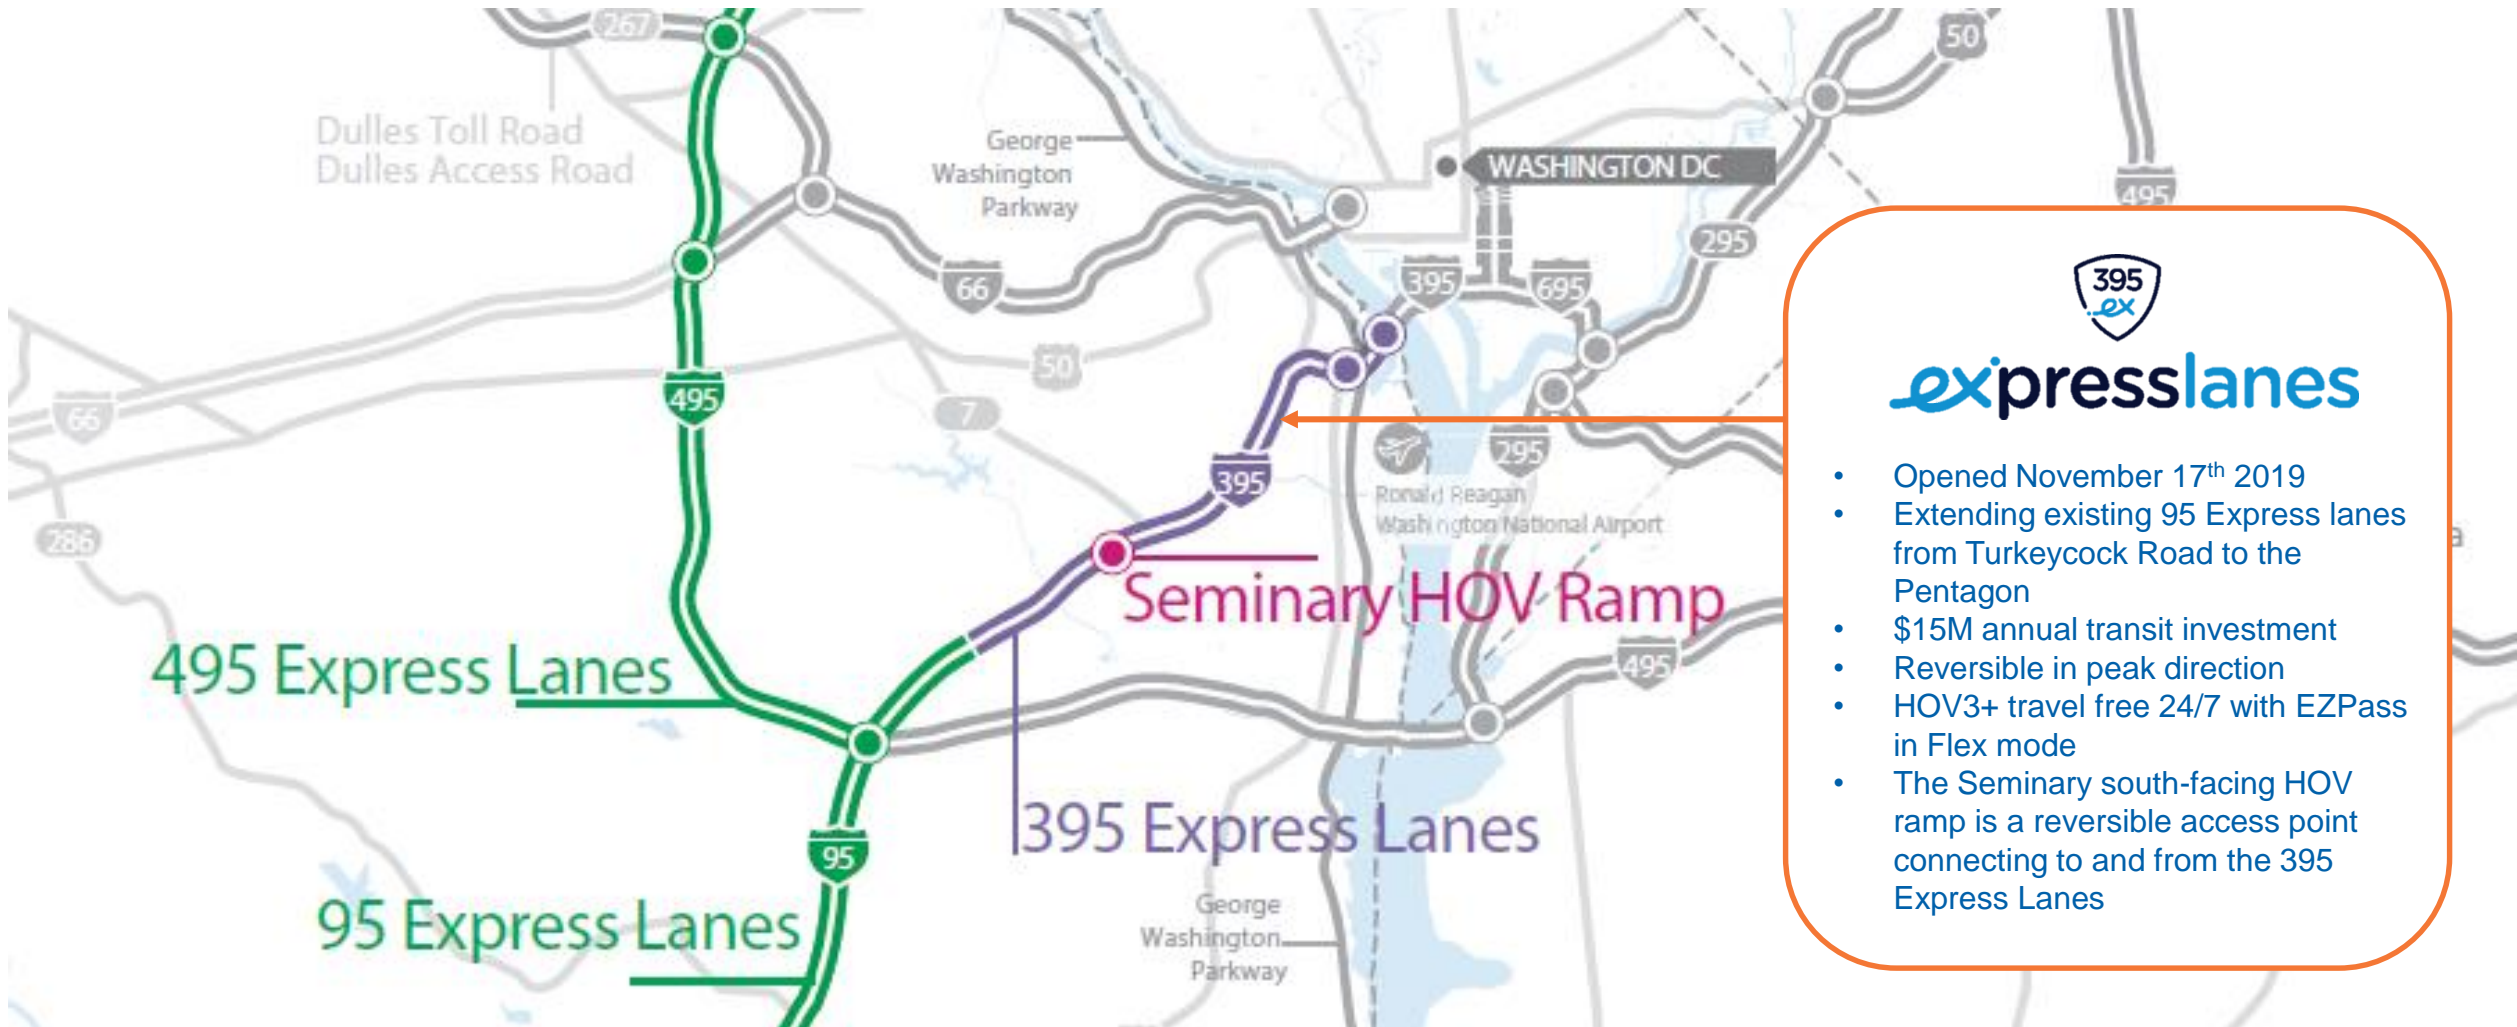 267
50
Dulles Toll Road
Dulles Access Road
George
Washington
Parkway
WASHINGTON DC
495
295
66
395
695
50
495
66
7
395
295
Ronald Reagan
Washington National Airport
286
Seminary HOV Ramp
495 Express Lanes
495
395 Express Lanes
95
95 Express Lanes
George
Washington
Parkway
395
ex
expresslanes
• Opened November 17th 2019
• Extending existing 95 Express lanes
from Turkeycock Road to the
Pentagon
• $15M annual transit investment
• Reversible in peak direction
• HOV3+ travel free 24/7 with EZPass
in Flex mode
• The Seminary south-facing HOV
ramp is a reversible access point
connecting to and from the 395
Express Lanes